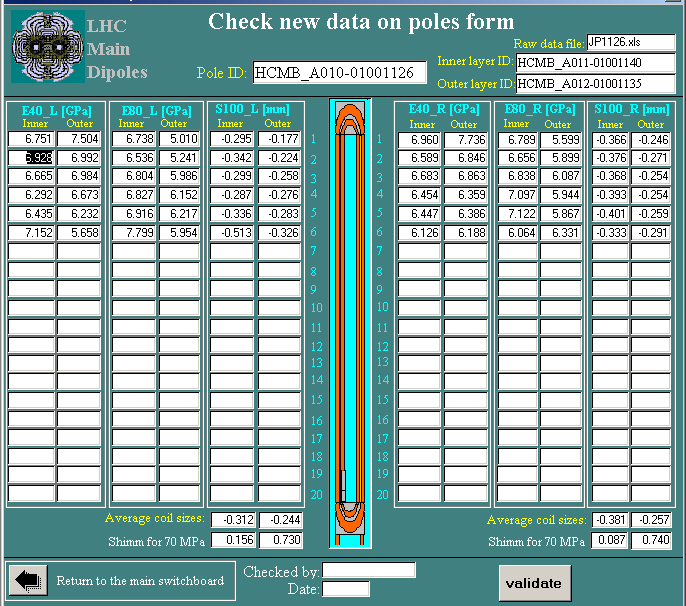 Check new data on poles form
LHC
Main
Dipoles
Raw data file: JP1126.xls
Pole ID: HCMB_A010-01001126
Inner layer ID: HCMB_A011-01001140
Outer layer ID: HCMB_A012-01001135
E40_L [GPa] E80_L [GPa] S100_L [mm] E40_R [GPa] E80_R [GPa] S100_R [mm]
Inner Outer Inner Outer Inner Outer Inner Outer Inner Outer Inner Outer
6.751 7.504 6.738 5.010 -0.295 -0.177 1 1 6.960 7.736 6.789 5.599 -0.366 -0.246
6.928 6.992 6.536 5.241 -0.342 -0.224 2 2 6.589 6.846 6.656 5.899 -0.376 -0.271
6.665 6.984 6.804 5.986 -0.299 -0.258 3 3 6.683 6.863 6.838 6.087 -0.368 -0.254
6.292 6.673 6.827 6.152 -0.287 -0.276 4 4 6.454 6.359 7.097 5.944 -0.393 -0.254
6.435 6.232 6.916 6.217 -0.336 -0.283 5 5 6.447 6.386 7.122 5.867 -0.401 -0.259
7.152 5.658 7.799 5.954 -0.513 -0.326 6 6 6.126 6.188 6.064 6.331 -0.333 -0.291
7 7
8 8
9 9
10 10
11 11
12 12
13 13
14 14
15 15
16 16
17 17
18 18
19 19
20 20
Average coil sizes: -0.312 -0.244 Average coil sizes: -0.381 -0.257
Shimm for 70 MPa 0.156 0.730 Shimm for 70 MPa 0.087 0.740
Return to the main switchboard
Checked by:
Date:
validate